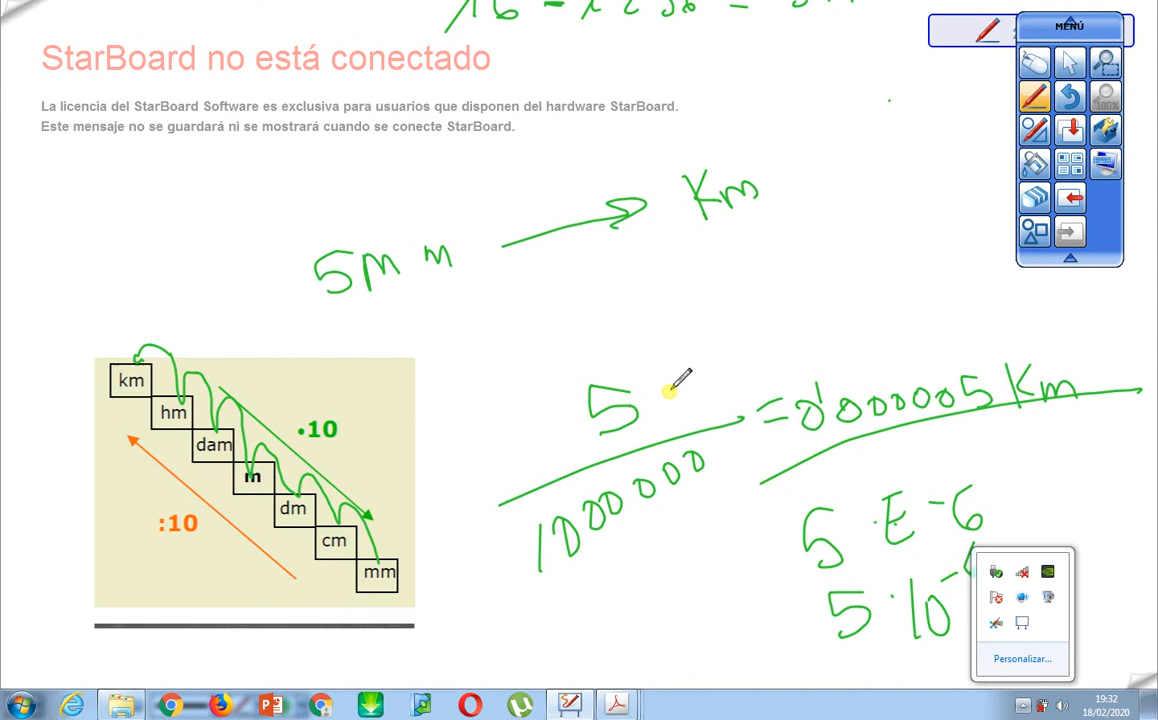 StarBoard no está conectado
La licencia del StarBoard Software es exclusiva para usuarios que disponen del hardware StarBoard.
Este mensaje no se guardará ni se mostrará cuando se conecte StarBoard.
MENÚ
100%
5 m m
Km
km
hm
dam
m
dm
cm
mm
·10
:10
5
1000000
= 0'000005 Km
5 · E -6
5 · 10
Personalizar...
19:32
18/02/2020